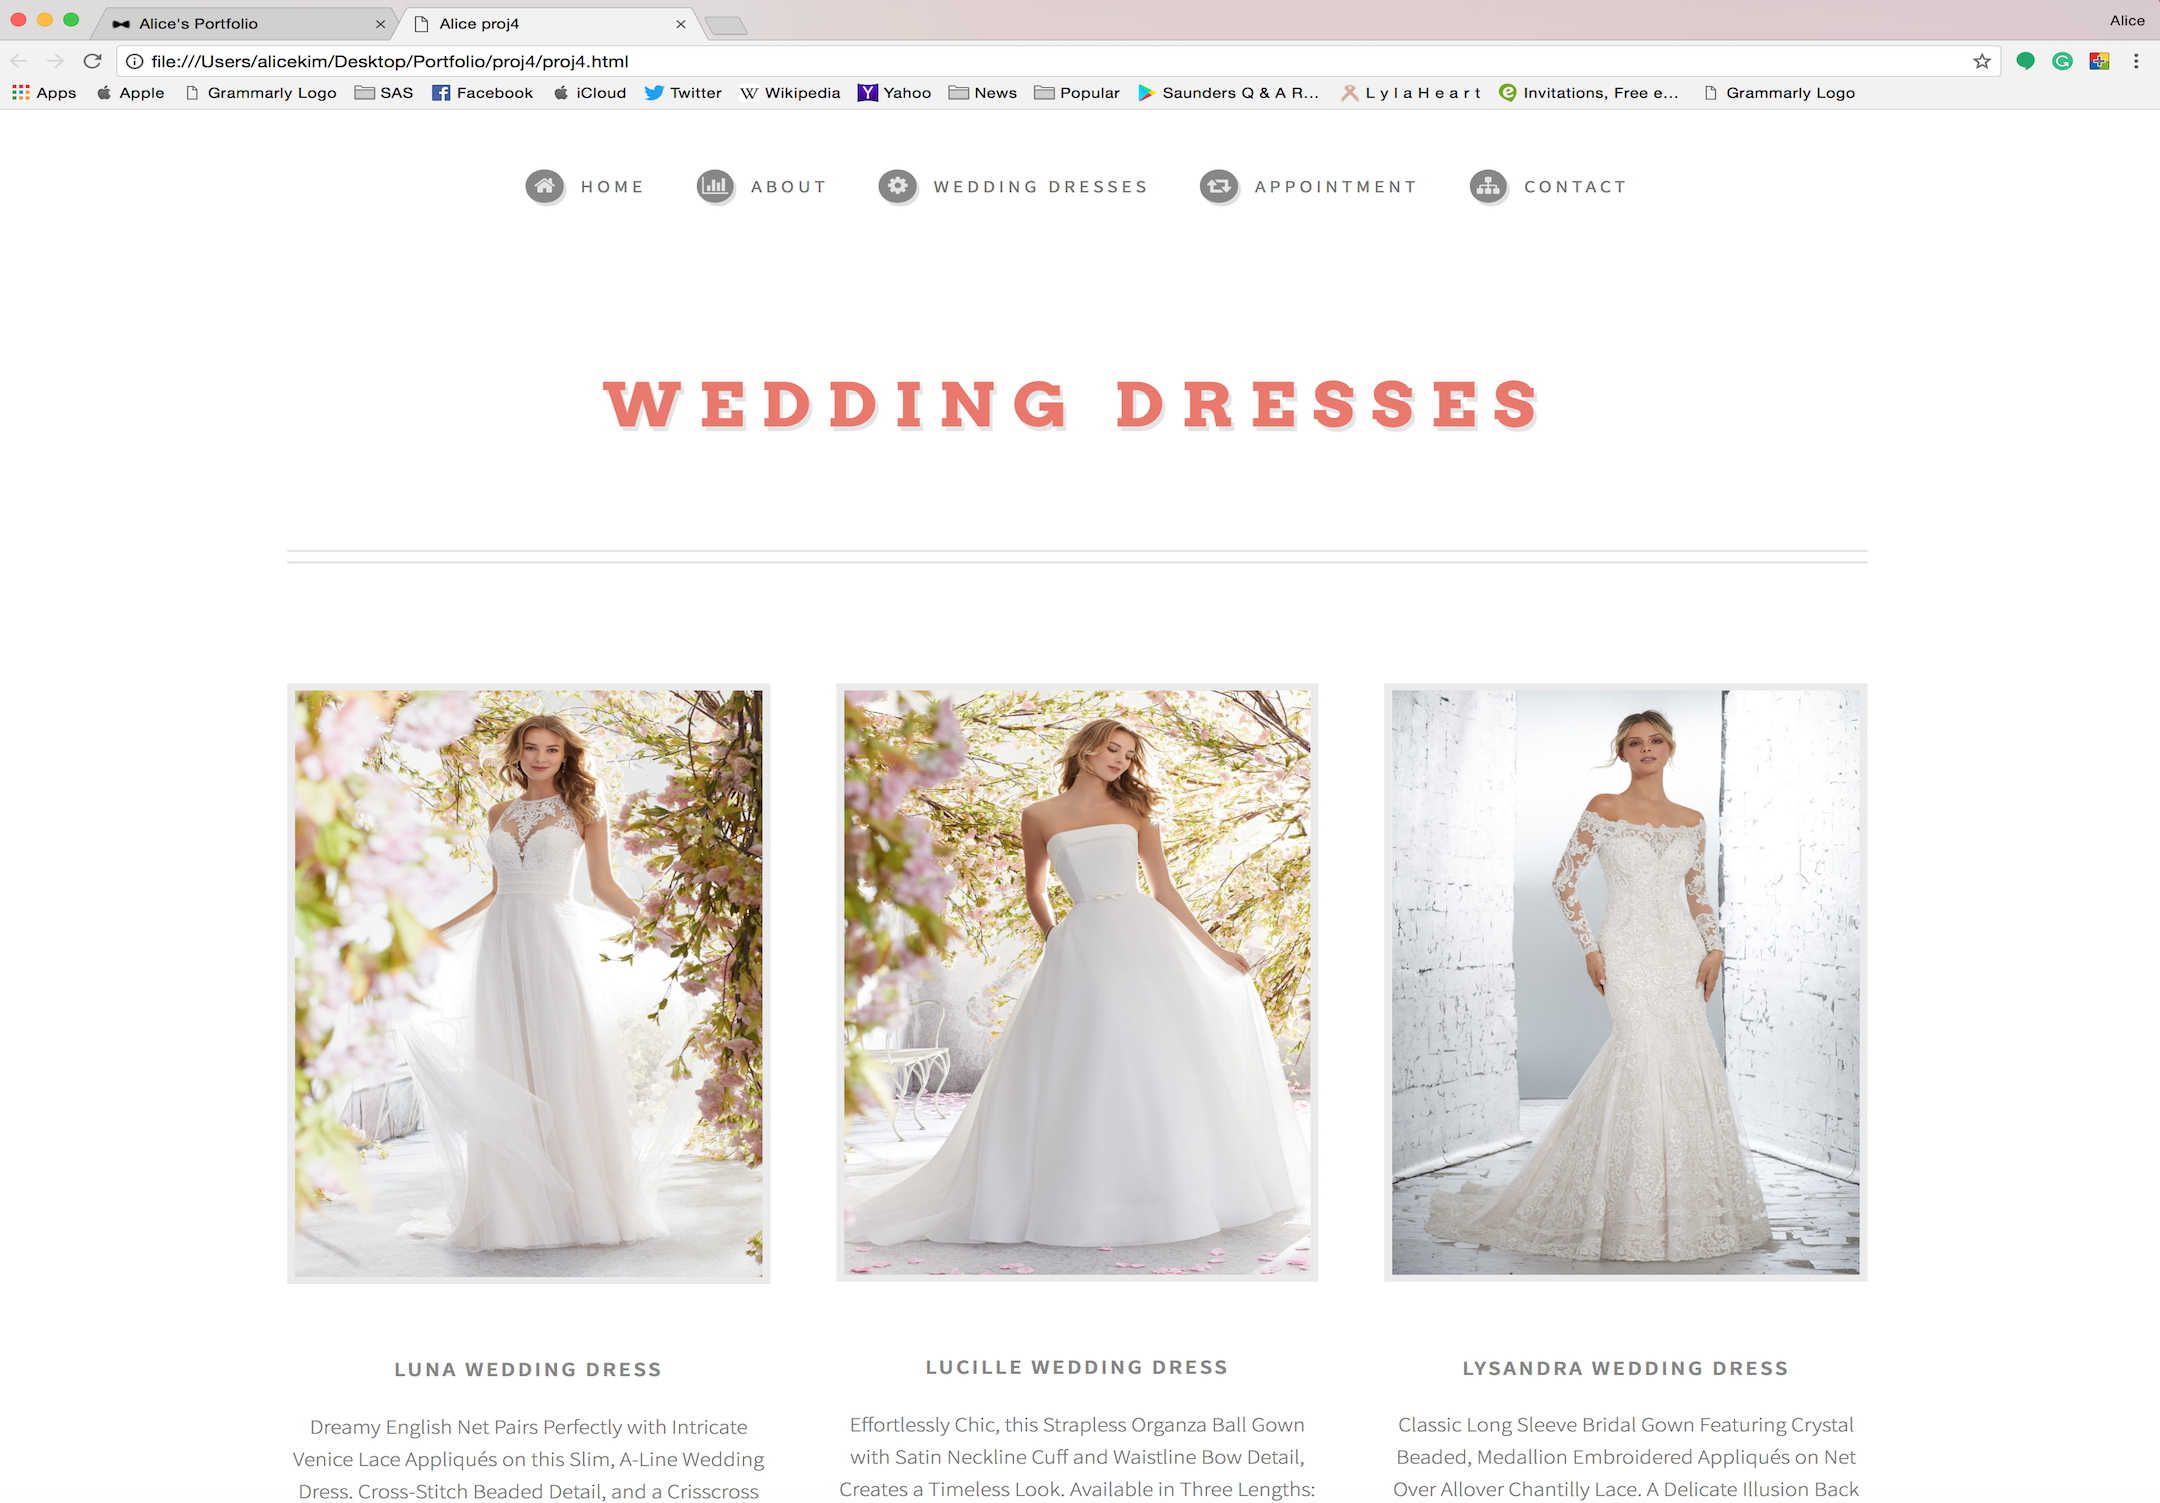 Alice's Portfolio
Alice proj4
Alice
file:///Users/alicekim/Desktop/Portfolio/proj4/proj4.html
Apps Apple Grammarly Logo SAS Facebook iCloud Twitter Wikipedia Yahoo News Popular Saunders Q & A R... L y l a H e a r t Invitations, Free e... Grammarly Logo
HOME ABOUT WEDDING DRESSES APPOINTMENT CONTACT
WEDDING DRESSES
LUNA WEDDING DRESS
Dreamy English Net Pairs Perfectly with Intricate
Venice Lace Appliqués on this Slim, A-Line Wedding
Dress. Cross-Stitch Beaded Detail, and a Crisscross
LUCILLE WEDDING DRESS
Effortlessly Chic, this Strapless Organza Ball Gown
with Satin Neckline Cuff and Waistline Bow Detail,
Creates a Timeless Look. Available in Three Lengths:
LYSANDRA WEDDING DRESS
Classic Long Sleeve Bridal Gown Featuring Crystal
Beaded, Medallion Embroidered Appliqués on Net
Over Allover Chantilly Lace. A Delicate Illusion Back